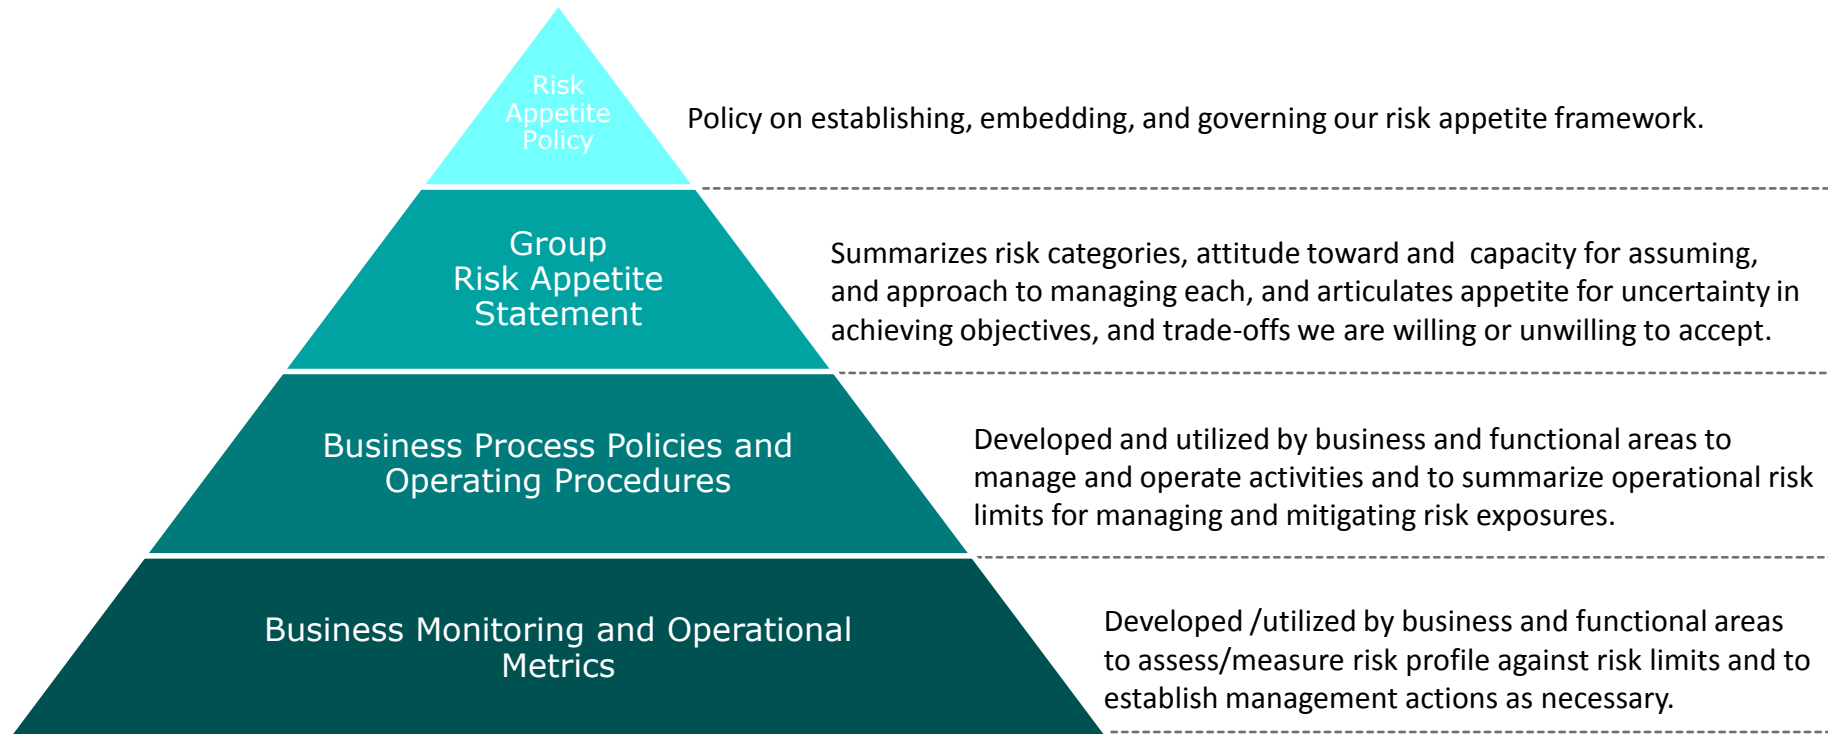 Risk
Appetite
Policy
Policy on establishing, embedding, and governing our risk appetite framework.
Group
Risk Appetite
Statement
Summarizes risk categories, attitude toward and  capacity for assuming,
and approach to managing each, and articulates appetite for uncertainty in
achieving objectives, and trade-offs we are willing or unwilling to accept.
Business Process Policies and
Operating Procedures
Developed and utilized by business and functional areas to
manage and operate activities and to summarize operational risk
limits for managing and mitigating risk exposures.
Business Monitoring and Operational
Metrics
Developed /utilized by business and functional areas
to assess/measure risk profile against risk limits and to
establish management actions as necessary.